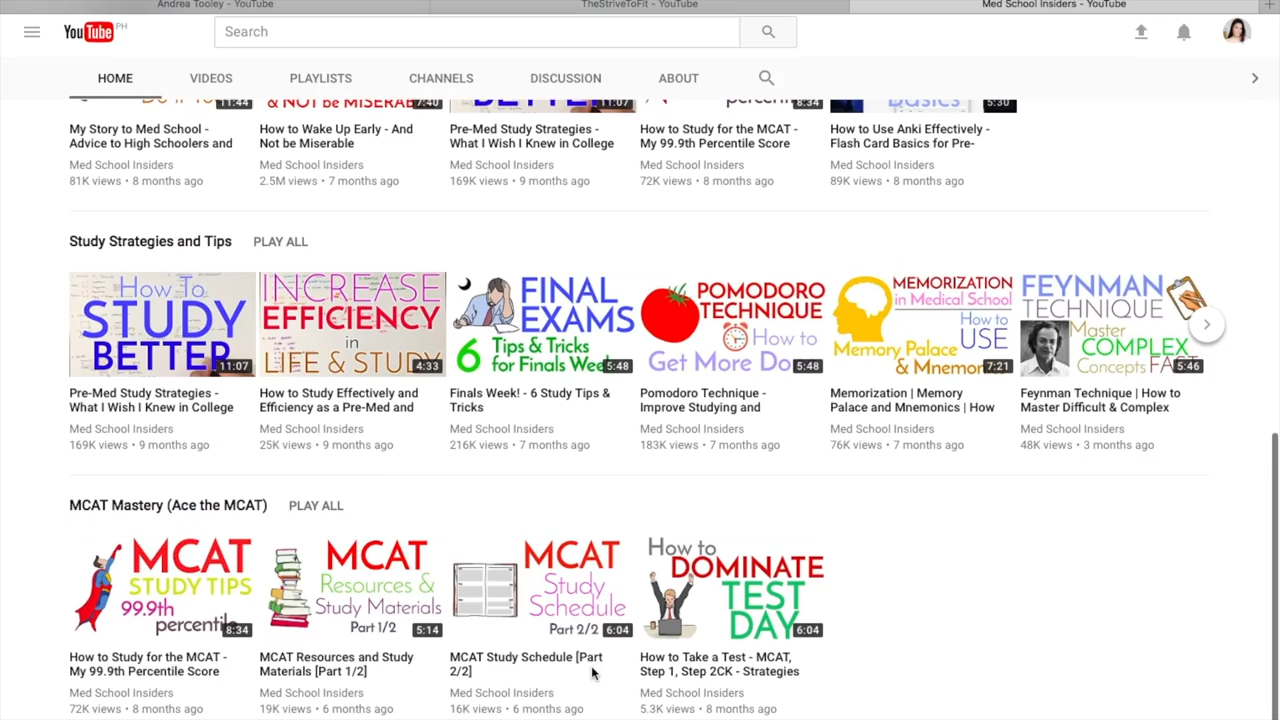 Andrea Tooley - YouTube
TheStriveToFit - YouTube
Med School Insiders - YouTube
YouTube PH
Search
HOME
VIDEOS
PLAYLISTS
CHANNELS
DISCUSSION
ABOUT
11:44
& NOT be MISERAB
7:40
BETTER
11:07
percenti
8:34
Basics
5:30
My Story to Med School -
Advice to High Schoolers and
Med School Insiders
81K views • 8 months ago
How to Wake Up Early - And
Not be Miserable
Med School Insiders
2.5M views • 7 months ago
Pre-Med Study Strategies -
What I Wish I Knew in College
Med School Insiders
169K views • 9 months ago
How to Study for the MCAT -
My 99.9th Percentile Score
Med School Insiders
72K views • 8 months ago
How to Use Anki Effectively -
Flash Card Basics for Pre-
Med School Insiders
89K views • 8 months ago
Study Strategies and Tips PLAY ALL
How To
STUDY
BETTER
11:07
INCREASE
EFFICIENCY
in
LIFE & STUDY
4:33
FINAL
EXAMS
6 Tips & Tricks
for Finals Wee
5:48
POMODORO
TECHNIQUE
How to
Get More Do
5:48
MEMORIZATION
in Medical School
How to
USE
Memory Palace
& Mnemon
7:21
FEYNMAN
TECHNIQUE
Master
COMPLEX
Concepts FAST
5:46
Pre-Med Study Strategies -
What I Wish I Knew in College
Med School Insiders
169K views • 9 months ago
How to Study Effectively and
Efficiency as a Pre-Med and
Med School Insiders
25K views • 9 months ago
Finals Week! - 6 Study Tips &
Tricks
Med School Insiders
216K views • 7 months ago
Pomodoro Technique -
Improve Studying and
Med School Insiders
183K views • 7 months ago
Memorization | Memory
Palace and Mnemonics | How
Med School Insiders
76K views • 7 months ago
Feynman Technique | How to
Master Difficult & Complex
Med School Insiders
48K views • 3 months ago
MCAT Mastery (Ace the MCAT) PLAY ALL
MCAT
STUDY TIPS
99.9th
percentile
8:34
MCAT
Resources &
Study Materials
Part 1/2
5:14
MCAT
Study
Schedule
Part 2/2
6:04
How to
DOMINATE
TEST
DAY
6:04
How to Study for the MCAT -
My 99.9th Percentile Score
Med School Insiders
72K views • 8 months ago
MCAT Resources and Study
Materials [Part 1/2]
Med School Insiders
19K views • 6 months ago
MCAT Study Schedule [Part
2/2]
Med School Insiders
16K views • 6 months ago
How to Take a Test - MCAT,
Step 1, Step 2CK - Strategies
Med School Insiders
5.3K views • 8 months ago